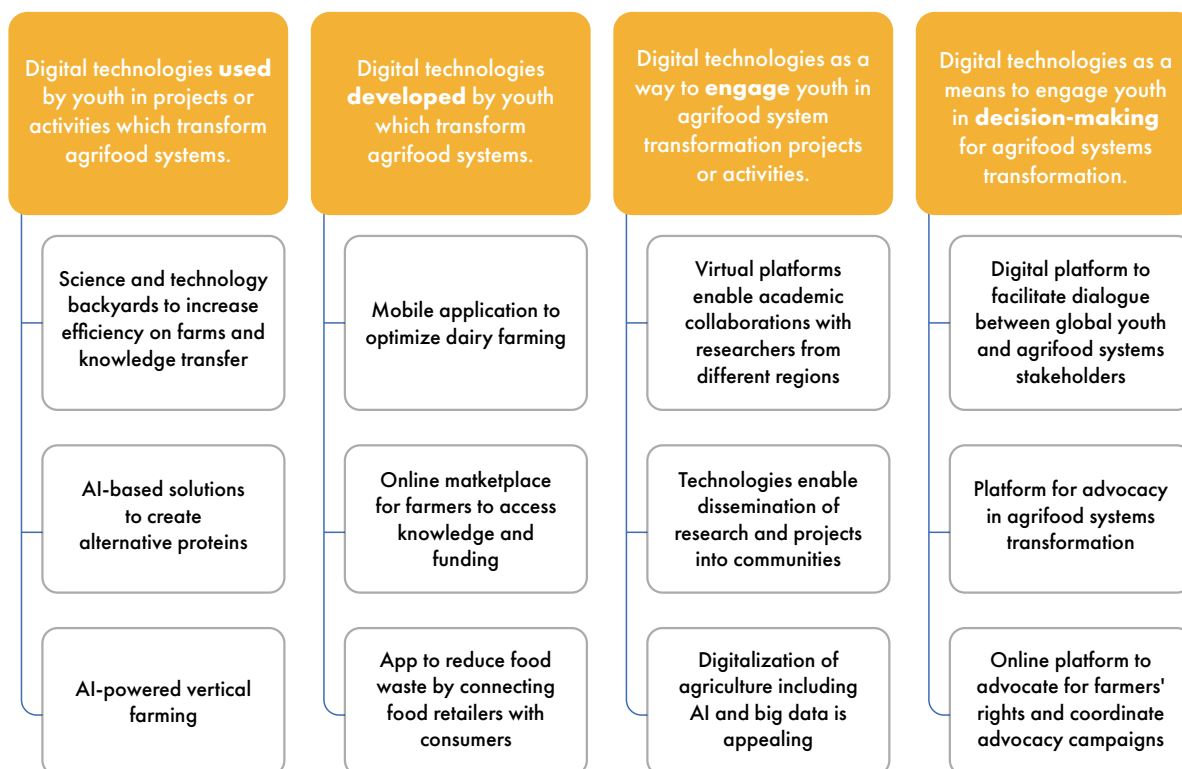 Digital technologies used
by youth in projects or
activities which transform
agrifood systems.
Science and technology
backyards to increase
efficiency on farms and
knowledge transfer
AI-based solutions
to create
alternative proteins
AI-powered vertical
farming
Digital technologies
developed by youth
which transform
agrifood systems.
Mobile application to
optimize dairy farming
Online matketplace
for farmers to access
knowledge and
funding
App to reduce food
waste by connecting
food retailers with
consumers
Digital technologies as a
way to engage youth in
agrifood system
transformation projects
or activities.
Virtual platforms
enable academic
collaborations with
researchers from
different regions
Technologies enable
dissemination of
research and projects
into communities
Digitalization of
agriculture including
AI and big data is
appealing
Digital technologies as a
means to engage youth
in decision-making
for agrifood systems
transformation.
Digital platform to
facilitate dialogue
between global youth
and agrifood systems
stakeholders
Platform for advocacy
in agrifood systems
transformation
Online platform to
advocate for farmers'
rights and coordinate
advocacy campaigns